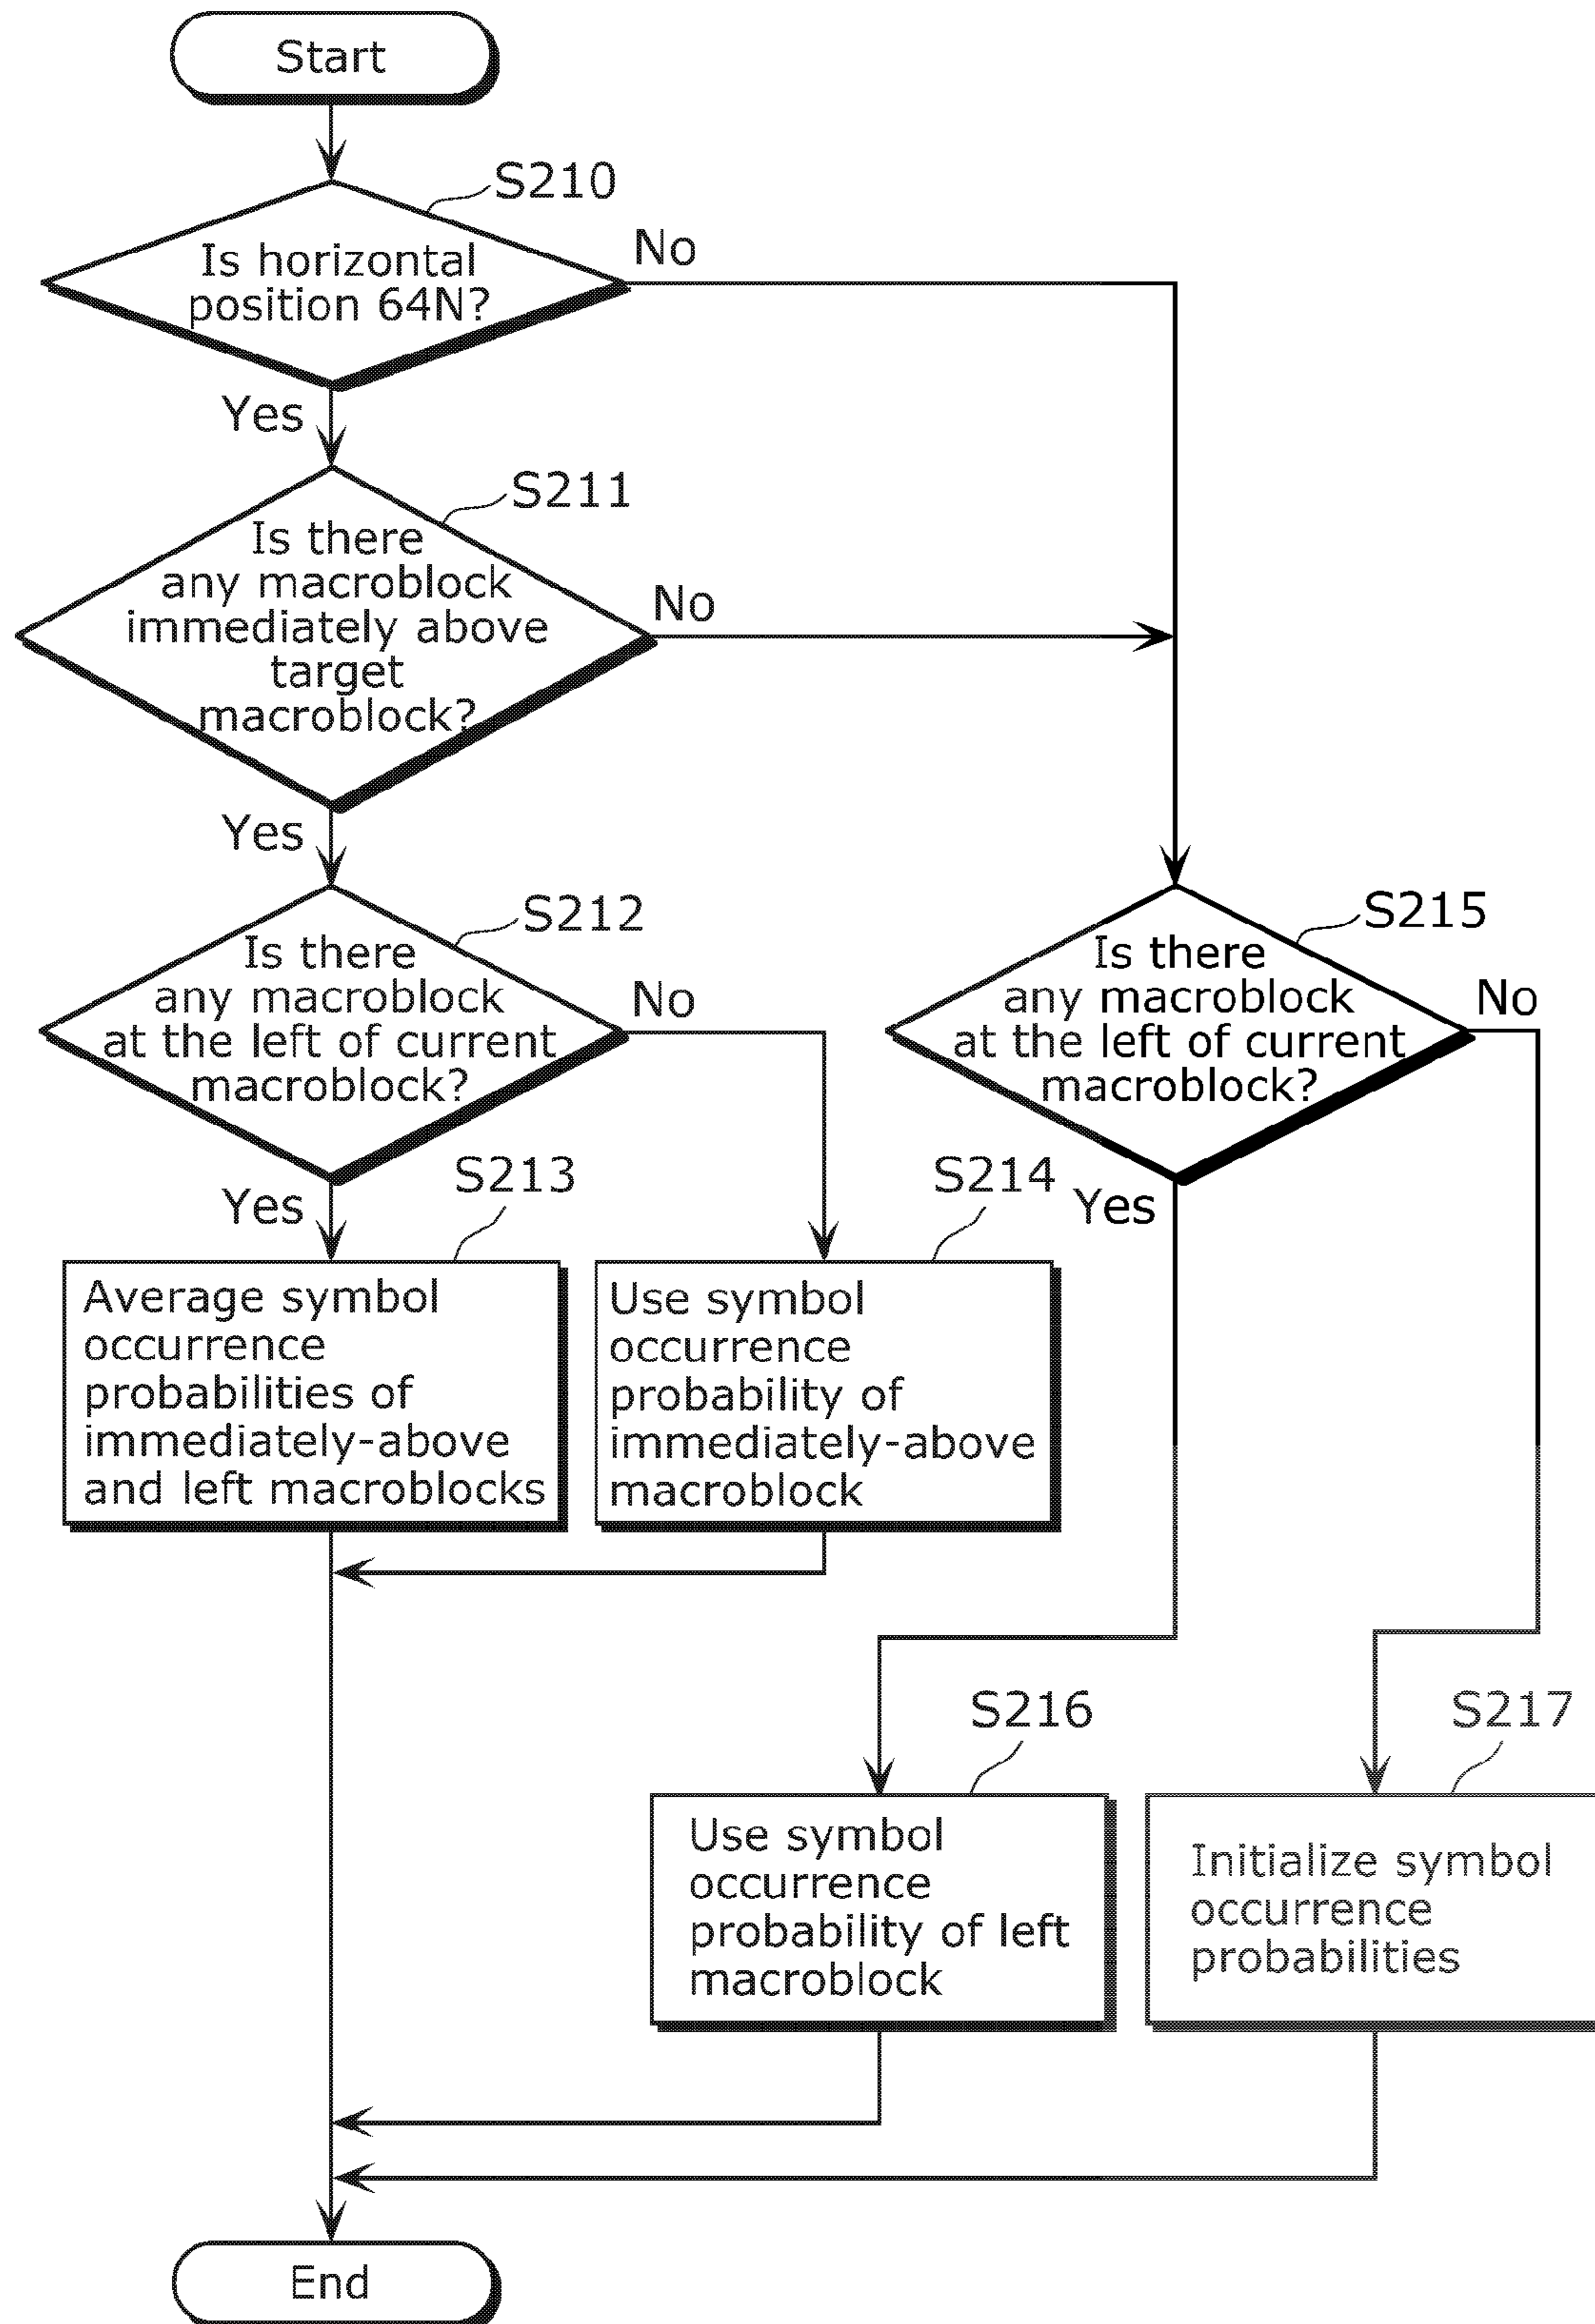 Start
S210
Is horizontal
position 64N?
No
Yes
S211
Is there
any macroblock
immediately above
target
macroblock?
No
Yes
S212
Is there
any macroblock
at the left of current
macroblock?
No
Yes
S215
Is there
any macroblock
at the left of current
macroblock?
No
Yes
S213
Average symbol
occurrence
probabilities of
immediately-above
and left macroblocks
S214
Use symbol
occurrence
probability of
immediately-above
macroblock
S216
Use symbol
occurrence
probability of left
macroblock
S217
Initialize symbol
occurrence
probabilities
End